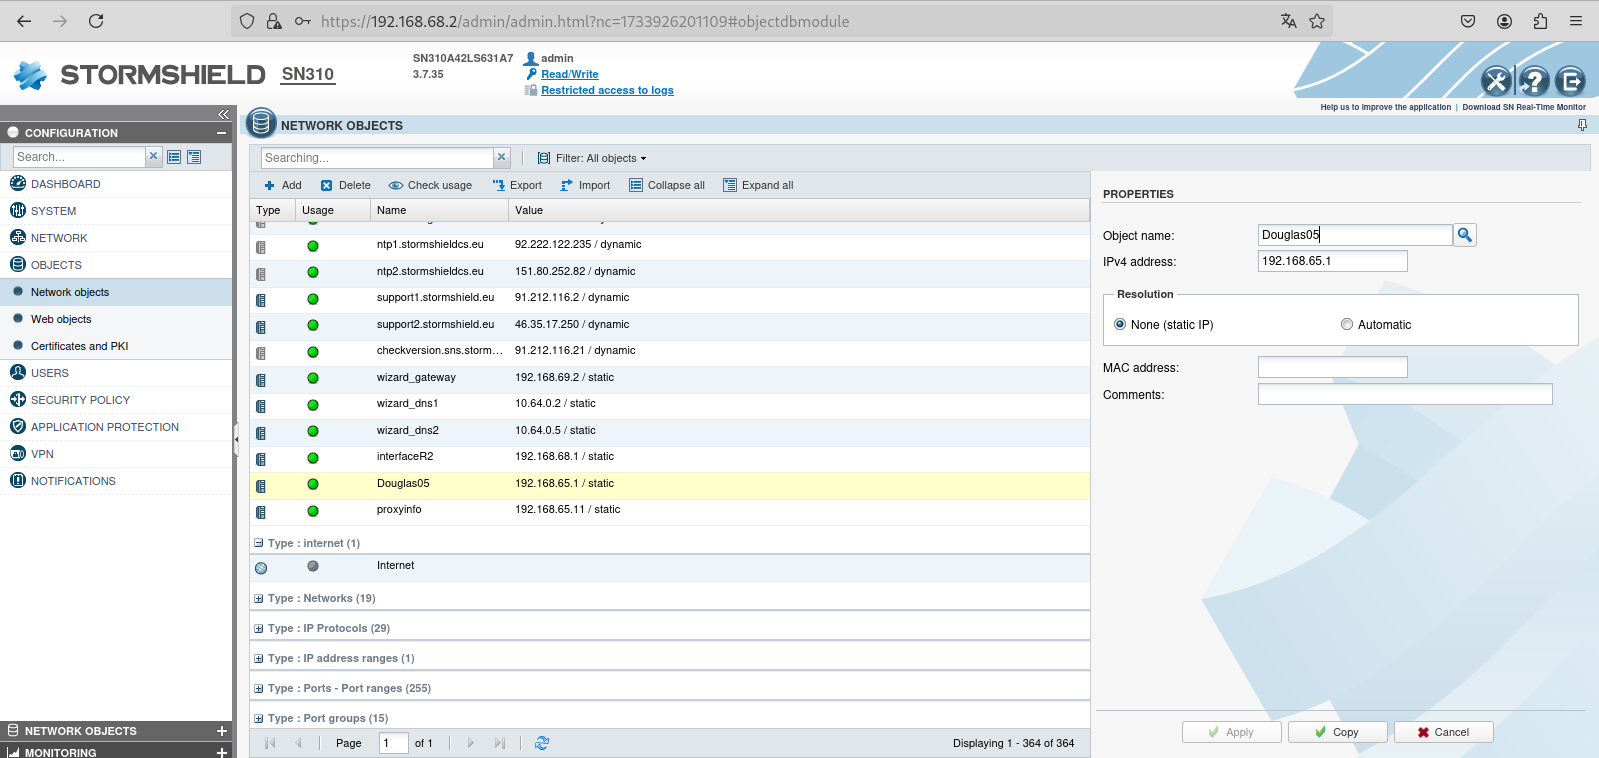 https://192.168.68.2/admin/admin.html?nc=1733926201109#objectdbmodule
STORMSHIELD SN310
SN310A42LS631A7
3.7.35
admin
Read/Write
Restricted access to logs
Help us to improve the application | Download SN Real-Time Monitor
CONFIGURATION
Search...
DASHBOARD
SYSTEM
NETWORK
OBJECTS
Network objects
Web objects
Certificates and PKI
USERS
SECURITY POLICY
APPLICATION PROTECTION
VPN
NOTIFICATIONS
NETWORK OBJECTS
MONITORING
NETWORK OBJECTS
Searching...
Filter: All objects
Add Delete Check usage Export Import Collapse all Expand all
Type Usage Name Value
ntp1.stormshieldcs.eu 92.222.122.235 / dynamic
ntp2.stormshieldcs.eu 151.80.252.82 / dynamic
support1.stormshield.eu 91.212.116.2 / dynamic
support2.stormshield.eu 46.35.17.250 / dynamic
checkversion.sns.storm... 91.212.116.21 / dynamic
wizard_gateway 192.168.69.2 / static
wizard_dns1 10.64.0.2 / static
wizard_dns2 10.64.0.5 / static
interfaceR2 192.168.68.1 / static
Douglas05 192.168.65.1 / static
proxyinfo 192.168.65.11 / static
Type : internet (1)
Internet
Type : Networks (19)
Type : IP Protocols (29)
Type : IP address ranges (1)
Type : Ports - Port ranges (255)
Type : Port groups (15)
Page 1 of 1
Displaying 1 - 364 of 364
PROPERTIES
Object name: Douglas05
IPv4 address: 192.168.65.1
Resolution
None (static IP) Automatic
MAC address:
Comments:
Apply Copy Cancel